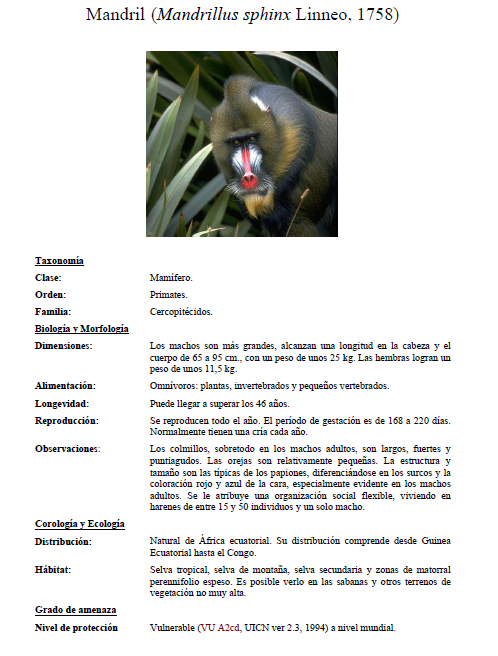 Mandril (Mandrillus sphinx Linneo, 1758)
Taxonomía
Clase: Mamífero.
Orden: Primates.
Familia: Cercopitécidos.
Biología y Morfología
Dimensiones: Los machos son más grandes, alcanzan una longitud en la cabeza y el
cuerpo de 65 a 95 cm., con un peso de unos 25 kg. Las hembras logran un
peso de unos 11,5 kg.
Alimentación: Omnívoros: plantas, invertebrados y pequeños vertebrados.
Longevidad: Puede llegar a superar los 46 años.
Reproducción: Se reproducen todo el año. El período de gestación es de 168 a 220 días.
Normalmente tienen una cría cada año.
Observaciones: Los colmillos, sobretodo en los machos adultos, son largos, fuertes y
puntiagudos. Las orejas son relativamente pequeñas. La estructura y
tamaño son las típicas de los papiones, diferenciándose en los surcos y la
coloración rojo y azul de la cara, especialmente evidente en los machos
adultos. Se le atribuye una organización social flexible, viviendo en
harenes de entre 15 y 50 individuos y un solo macho.
Corología y Ecología
Distribución: Natural de África ecuatorial. Su distribución comprende desde Guinea
Ecuatorial hasta el Congo.
Hábitat: Selva tropical, selva de montaña, selva secundaria y zonas de matorral
perennifolio espeso. Es posible verlo en las sabanas y otros terrenos de
vegetación no muy alta.
Grado de amenaza
Nivel de protección Vulnerable (VU A2cd, UICN ver 2.3, 1994) a nivel mundial.